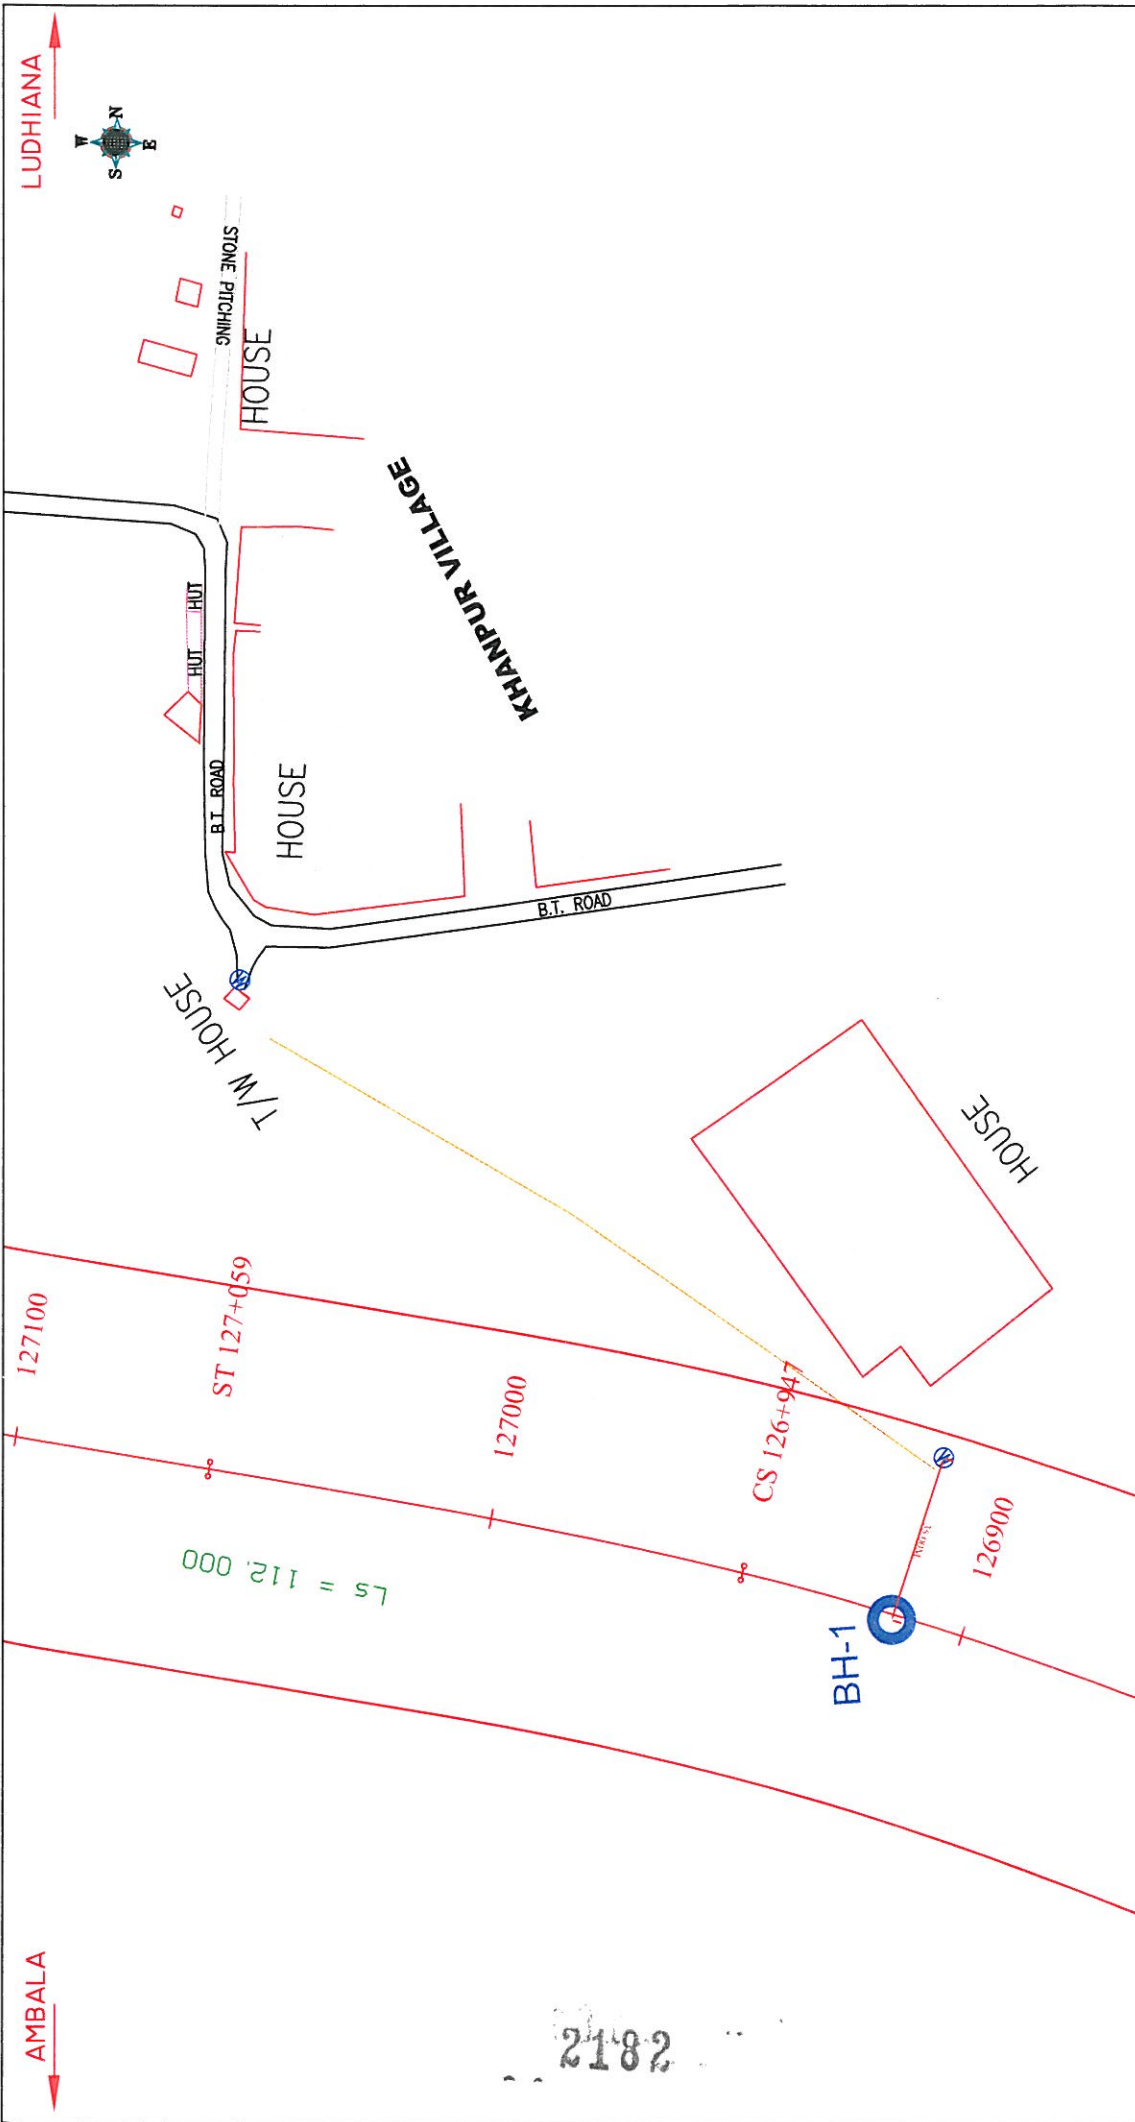 LUDHIANA
W
N
S
E
STONE PITCHING
HOUSE
KHANPUR VILLAGE
HUT
HUT
B.T. ROAD
HOUSE
B.T. ROAD
W
T/W HOUSE
HOUSE
127100
ST 127+059
127000
CS 126+947
W
126900
Ls = 112.000
BH-1
AMBALA
2182